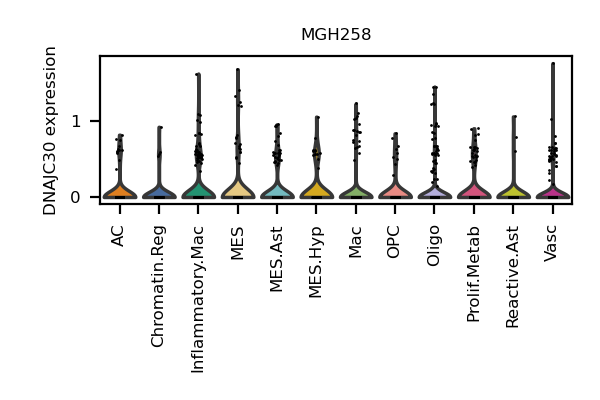 MGH258
DNAJC30 expression
1
0
AC
Chromatin.Reg
Inflammatory.Mac
MES
MES.Ast
MES.Hyp
Mac
OPC
Oligo
Prolif.Metab
Reactive.Ast
Vasc